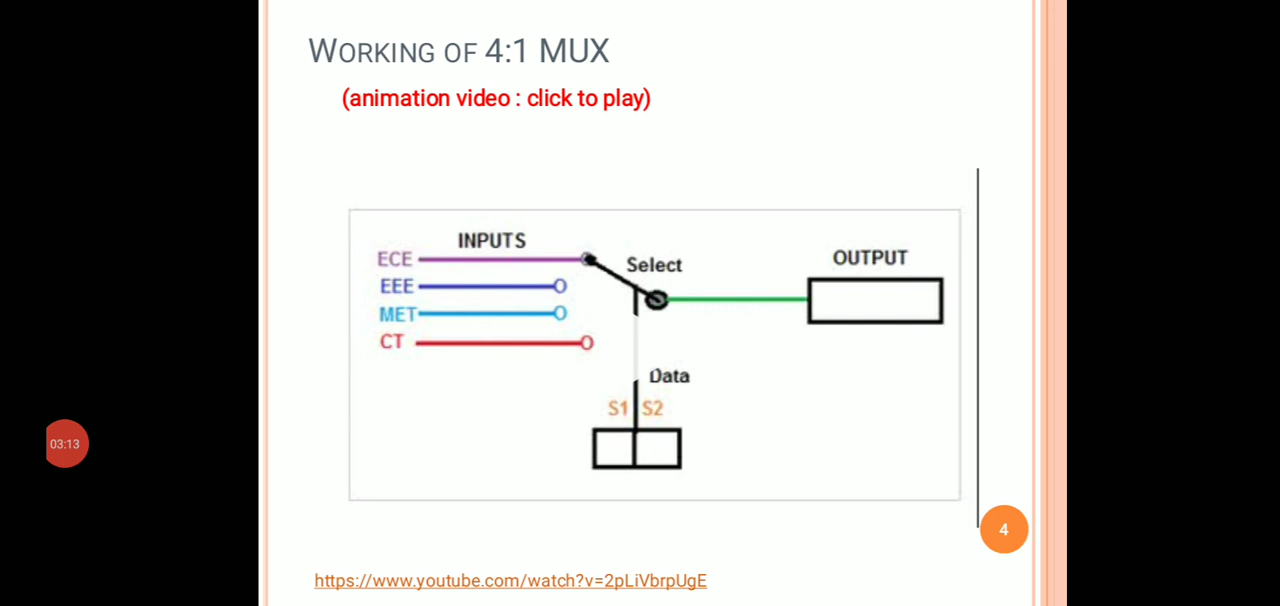 WORKING OF 4:1 MUX
(animation video : click to play)
INPUTS
ECE
EEE
MET
CT
Select
OUTPUT
Data
S1 S2
03:13
4
https://www.youtube.com/watch?v=2pLiVbrpUgE